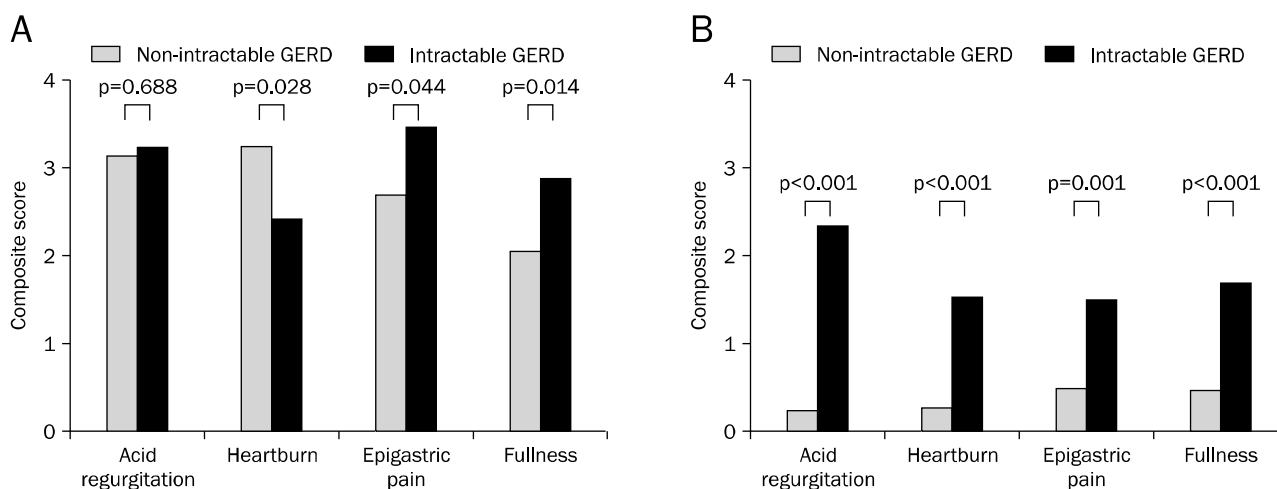 A
Non-intractable GERD
Intractable GERD
4
3
2
1
0
Composite score
p=0.688
p=0.028
p=0.044
p=0.014
Acid
regurgitation
Heartburn
Epigastric
pain
Fullness
B
Non-intractable GERD
Intractable GERD
4
3
2
1
0
Composite score
p<0.001
p<0.001
p=0.001
p<0.001
Acid
regurgitation
Heartburn
Epigastric
pain
Fullness